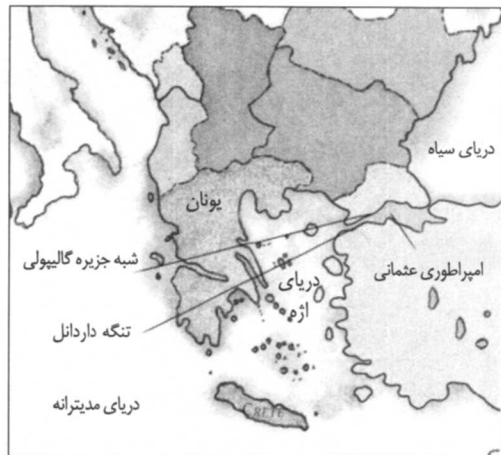 دریای سیاه
یونان
شبه جزیره گالیپولی
امپراطوری عثمانی
دریای
اژه
تنگه داردانل
دریای مدیترانه
CRETE